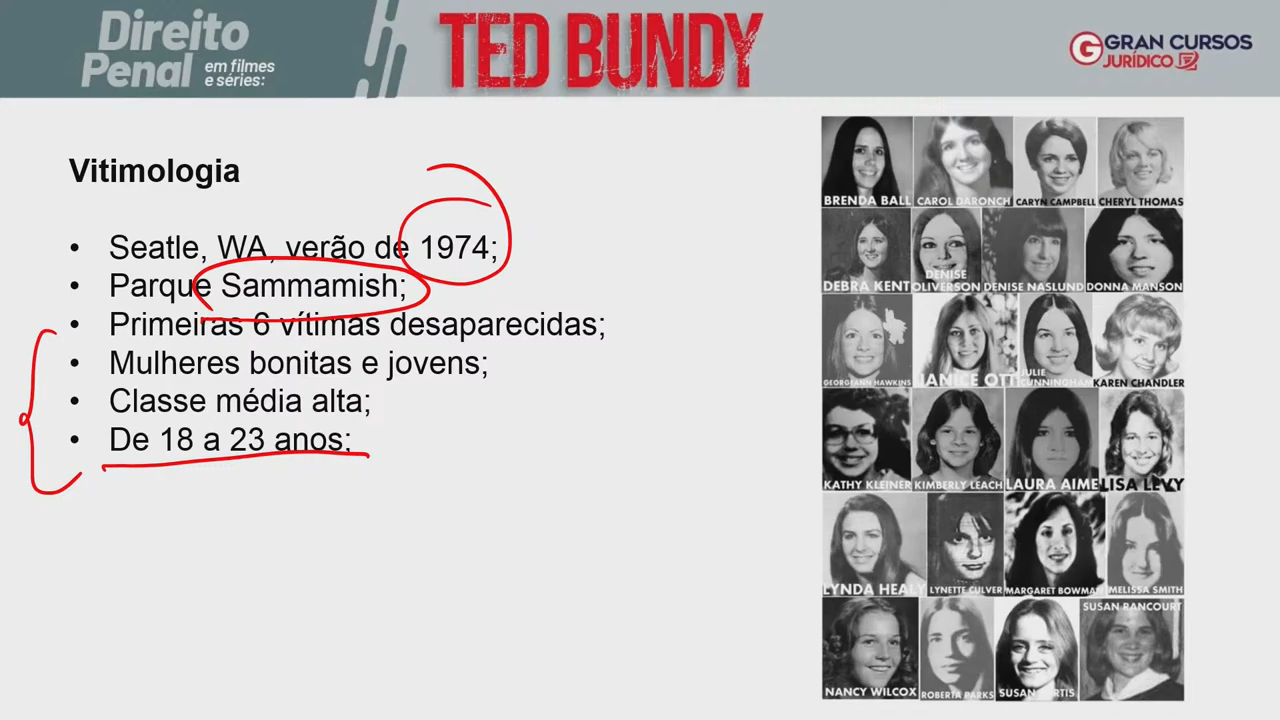 Direito
Penal
em filmes
e séries:
TED BUNDY
GRAN CURSOS
JURÍDICO
Vitimologia
• Seatle, WA, verão de 1974;
• Parque Sammamish;
• Primeiras 6 vítimas desaparecidas;
• Mulheres bonitas e jovens;
• Classe média alta;
• De 18 a 23 anos;
BRENDA BALL CAROL DARONCH CARYN CAMPBELL CHERYL THOMAS
DEBRA KENT DENISE OLIVERSON DENISE NASLUND DONNA MANSON
GEORGEANN HAWKINS JANICE OTT JULIE CUNNINGHAM KAREN CHANDLER
KATHY KLEINER KIMBERLY LEACH LAURA AIME LISA LEVY
LYNDA HEALY LYNETTE CULVER MARGARET BOWMAN MELISSA SMITH
NANCY WILCOX ROBERTA PARKS SUSAN CURTIS SUSAN RANCOURT